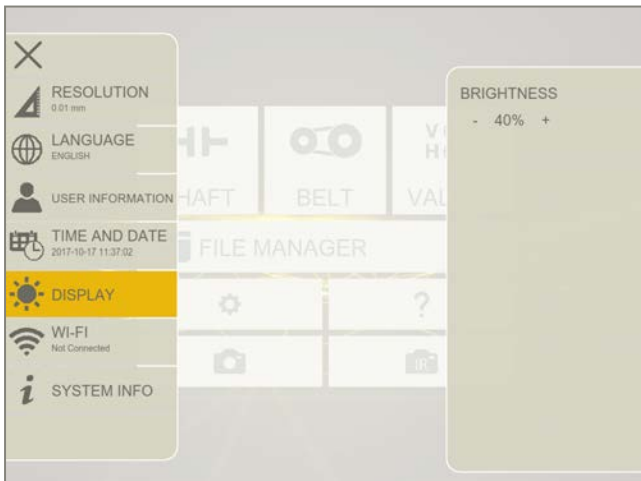 RESOLUTION
0.01 mm
LANGUAGE
ENGLISH
USER INFORMATION
TIME AND DATE
2017-10-17 11:37:02
DISPLAY
WI-FI
Not Connected
i SYSTEM INFO
HAFT
BELT
VAL
FILE MANAGER
?
IR
BRIGHTNESS
- 40% +